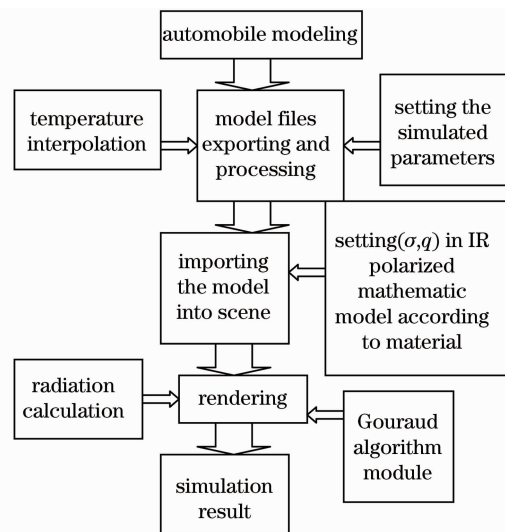 automobile modeling
temperature
interpolation
model files
exporting and
processing
setting the
simulated
parameters
importing
the model
into scene
setting(σ,q) in IR
polarized
mathematic
model according
to material
radiation
calculation
rendering
Gouraud
algorithm
module
simulation
result